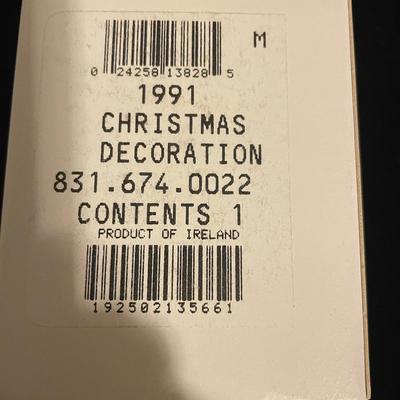 M
0 24258 13828 5
1991
CHRISTMAS
DECORATION
831.674.0022
CONTENTS 1
PRODUCT OF IRELAND
192502135661